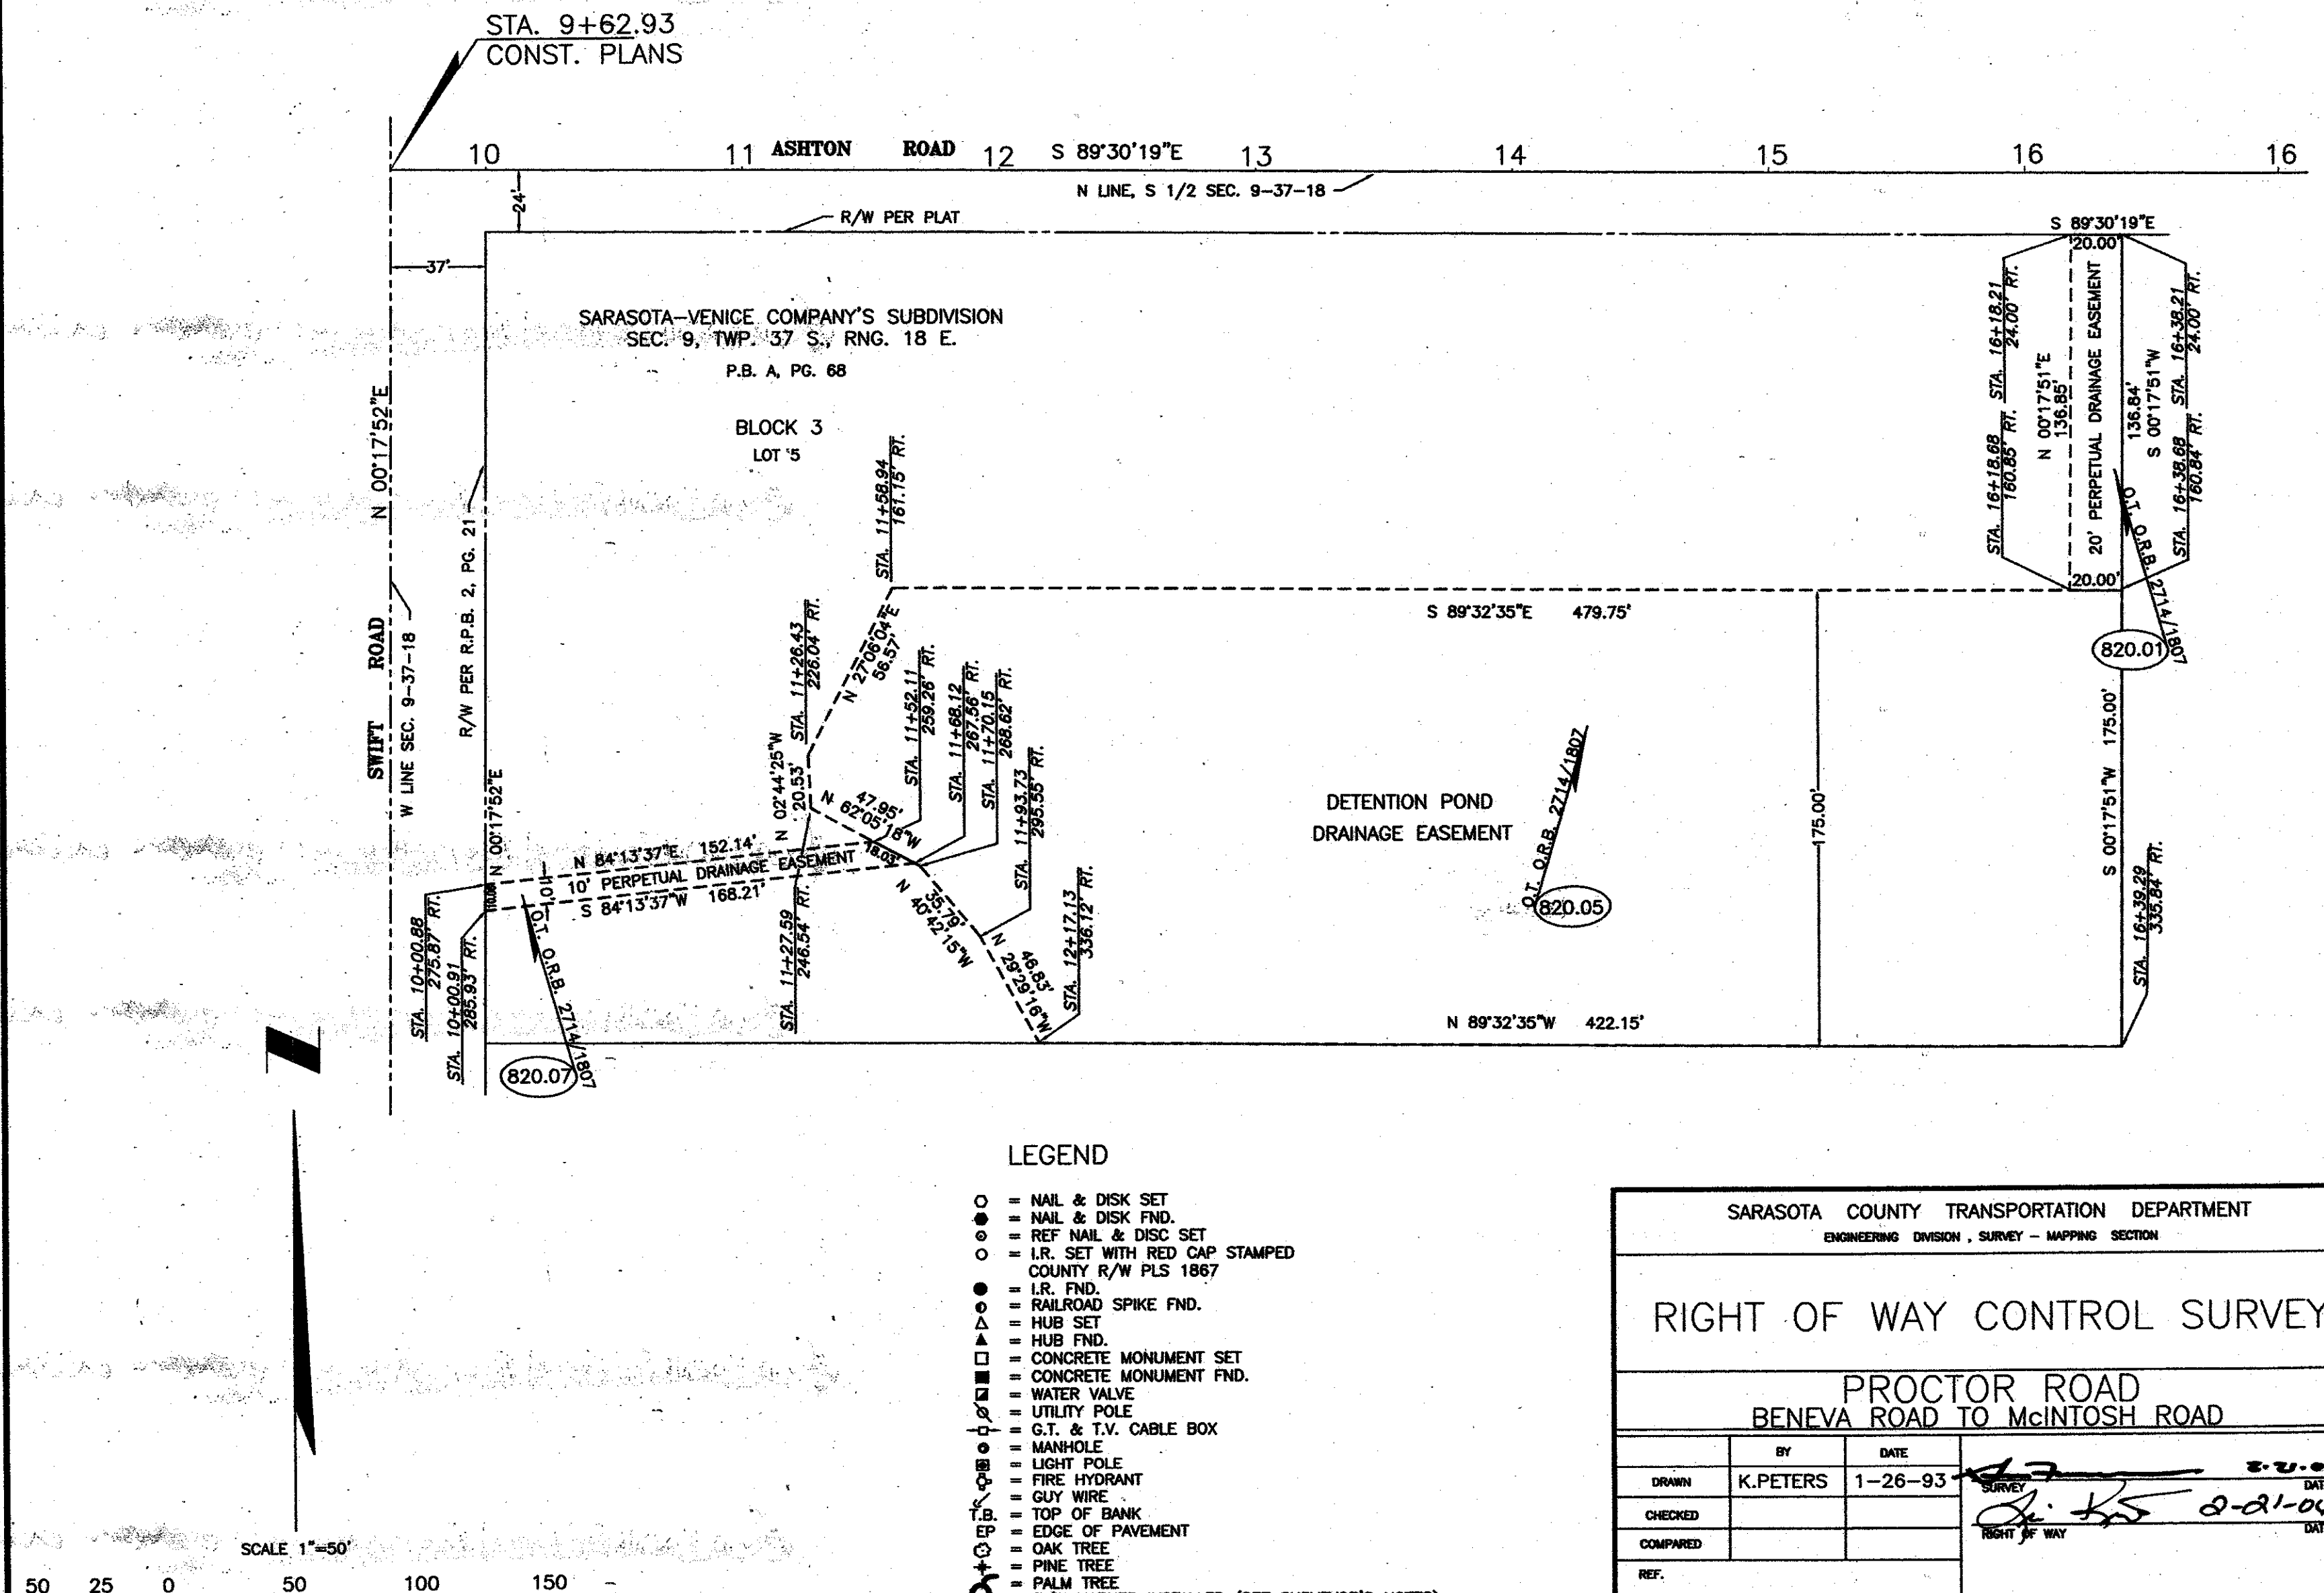 STA. 9+62.93
CONST. PLANS
10
11
ASHTON ROAD
12
S 89°30'19"E
13
14
15
16
16
N LINE, S 1/2 SEC. 9-37-18
24'
R/W PER PLAT
37'
S 89°30'19"E
20.00'
SARASOTA-VENICE COMPANY'S SUBDIVISION
SEC. 9, TWP. 37 S., RNG. 18 E.
P.B. A, PG. 68
BLOCK 3
LOT 5
N 00°17'52"E
SWIFT ROAD
W LINE SEC. 9-37-18
R/W PER R.P.B. 2, PG. 21
STA. 16+18.21
24.00' RT.
STA. 16+18.68
160.85' RT.
N 00°17'51"E
136.85'
20' PERPETUAL DRAINAGE EASEMENT
136.84'
S 00°17'51"W
STA. 16+38.21
24.00' RT.
STA. 16+38.68
160.84' RT.
20.00'
O.T. O.R.B. 2714/1807
820.01
STA. 11+58.94
161.15' RT.
S 89°32'35"E 479.75'
STA. 11+26.43
226.04' RT.
N 27°06'04"E
56.57'
STA. 11+52.11
259.26' RT.
STA. 11+68.12
267.56' RT.
STA. 11+70.15
268.62' RT.
STA. 11+93.73
295.55' RT.
N 02°44'25"W
20.53'
47.95'
N 62°05'18"W
18.03'
N 00°17'52"E
N 84°13'37"E 152.14'
10' PERPETUAL DRAINAGE EASEMENT
S 84°13'37"W 168.21'
10.0'
STA. 10+00.88
275.87' RT.
STA. 10+00.91
285.93' RT.
O.T. O.R.B. 2714/1807
820.07
STA. 11+27.59
246.54' RT.
35.79'
N 40°42'15"W
46.83'
N 29°29'16"W
STA. 12+17.13
336.12' RT.
DETENTION POND
DRAINAGE EASEMENT
O.T. O.R.B. 2714/1807
820.05
175.00'
S 00°17'51"W 175.00'
STA. 16+39.29
335.84' RT.
N 89°32'35"W 422.15'
SCALE 1"=50'
50 25 0 50 100 150
LEGEND
= NAIL & DISK SET
= NAIL & DISK FND.
= REF NAIL & DISC SET
= I.R. SET WITH RED CAP STAMPED
COUNTY R/W PLS 1867
= I.R. FND.
= RAILROAD SPIKE FND.
= HUB SET
= HUB FND.
= CONCRETE MONUMENT SET
= CONCRETE MONUMENT FND.
= WATER VALVE
= UTILITY POLE
= G.T. & T.V. CABLE BOX
= MANHOLE
= LIGHT POLE
= FIRE HYDRANT
= GUY WIRE
T.B. = TOP OF BANK
EP = EDGE OF PAVEMENT
= OAK TREE
= PINE TREE
= PALM TREE
SARASOTA COUNTY TRANSPORTATION DEPARTMENT
ENGINEERING DIVISION , SURVEY - MAPPING SECTION
RIGHT OF WAY CONTROL SURVEY
PROCTOR ROAD
BENEVA ROAD TO McINTOSH ROAD
BY DATE
DRAWN K.PETERS 1-26-93
CHECKED
COMPARED
REF.
SURVEY
RIGHT OF WAY